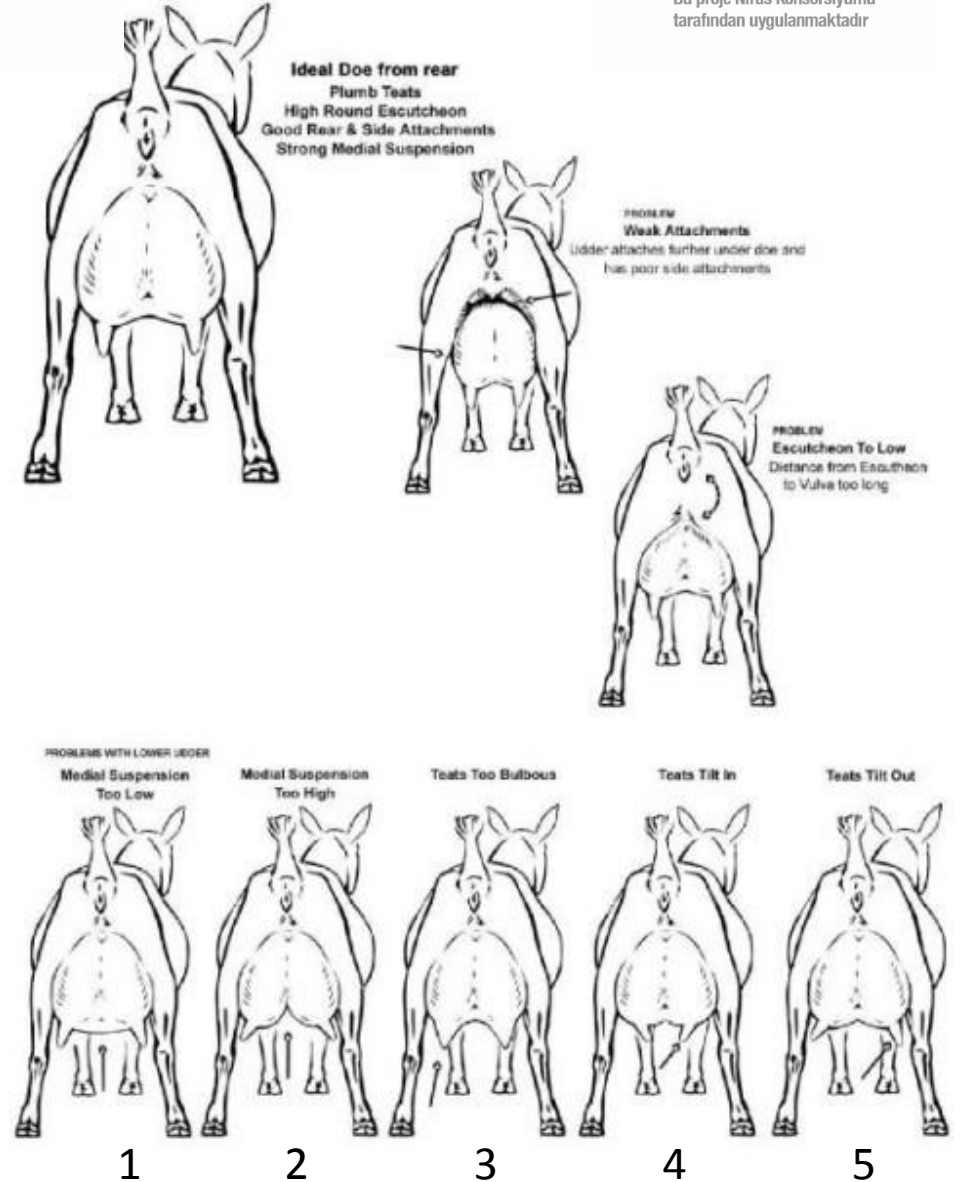 Bu proje Niras Konsorsiyumu
tarafından uygulanmaktadır
Ideal Doe from rear
Plumb Teats
High Round Escutcheon
Good Rear & Side Attachments
Strong Medial Suspension
PROBLEM
Weak Attachments
Udder attaches further under doe and
has poor side attachments
PROBLEM
Escutcheon To Low
Distance from Escutheon
to Vulva too long
PROBLEMS WITH LOWER UDDER
Medial Suspension
Too Low
Medial Suspension
Too High
Teats Too Bulbous
Teats Tilt In
Teats Tilt Out
1
2
3
4
5